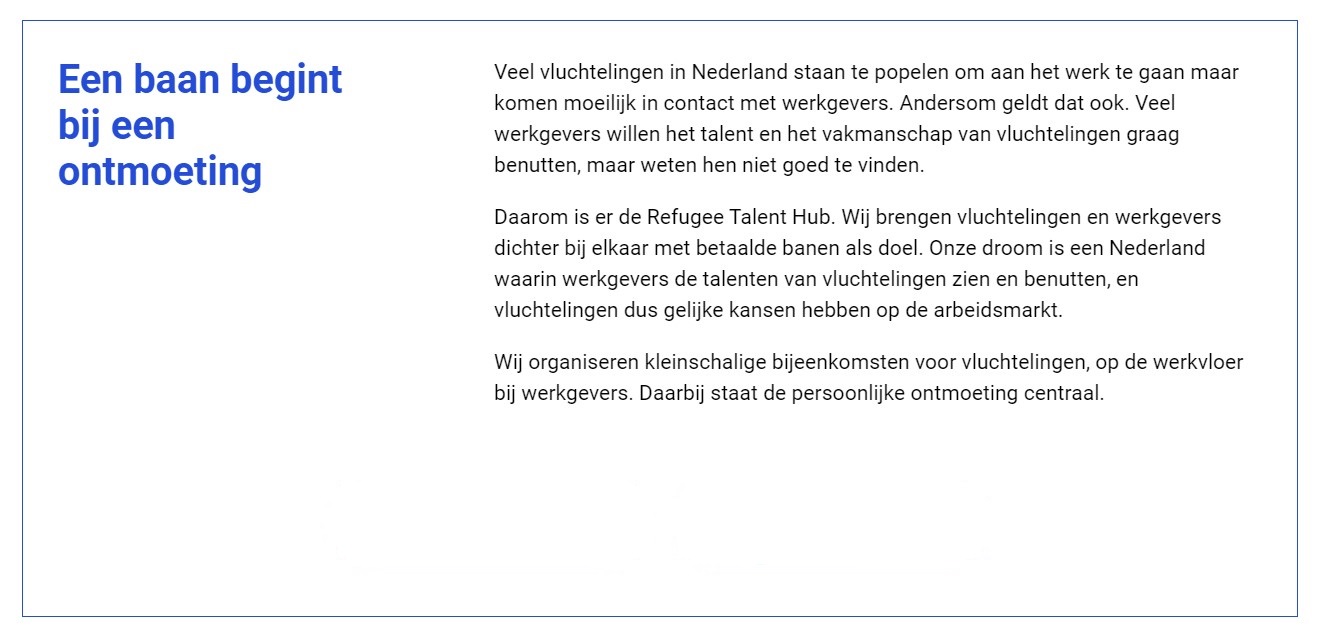 Een baan begint
bij een
ontmoeting
Veel vluchtelingen in Nederland staan te popelen om aan het werk te gaan maar
komen moeilijk in contact met werkgevers. Andersom geldt dat ook. Veel
werkgevers willen het talent en het vakmanschap van vluchtelingen graag
benutten, maar weten hen niet goed te vinden.
Daarom is er de Refugee Talent Hub. Wij brengen vluchtelingen en werkgevers
dichter bij elkaar met betaalde banen als doel. Onze droom is een Nederland
waarin werkgevers de talenten van vluchtelingen zien en benutten, en
vluchtelingen dus gelijke kansen hebben op de arbeidsmarkt.
Wij organiseren kleinschalige bijeenkomsten voor vluchtelingen, op de werkvloer
bij werkgevers. Daarbij staat de persoonlijke ontmoeting centraal.